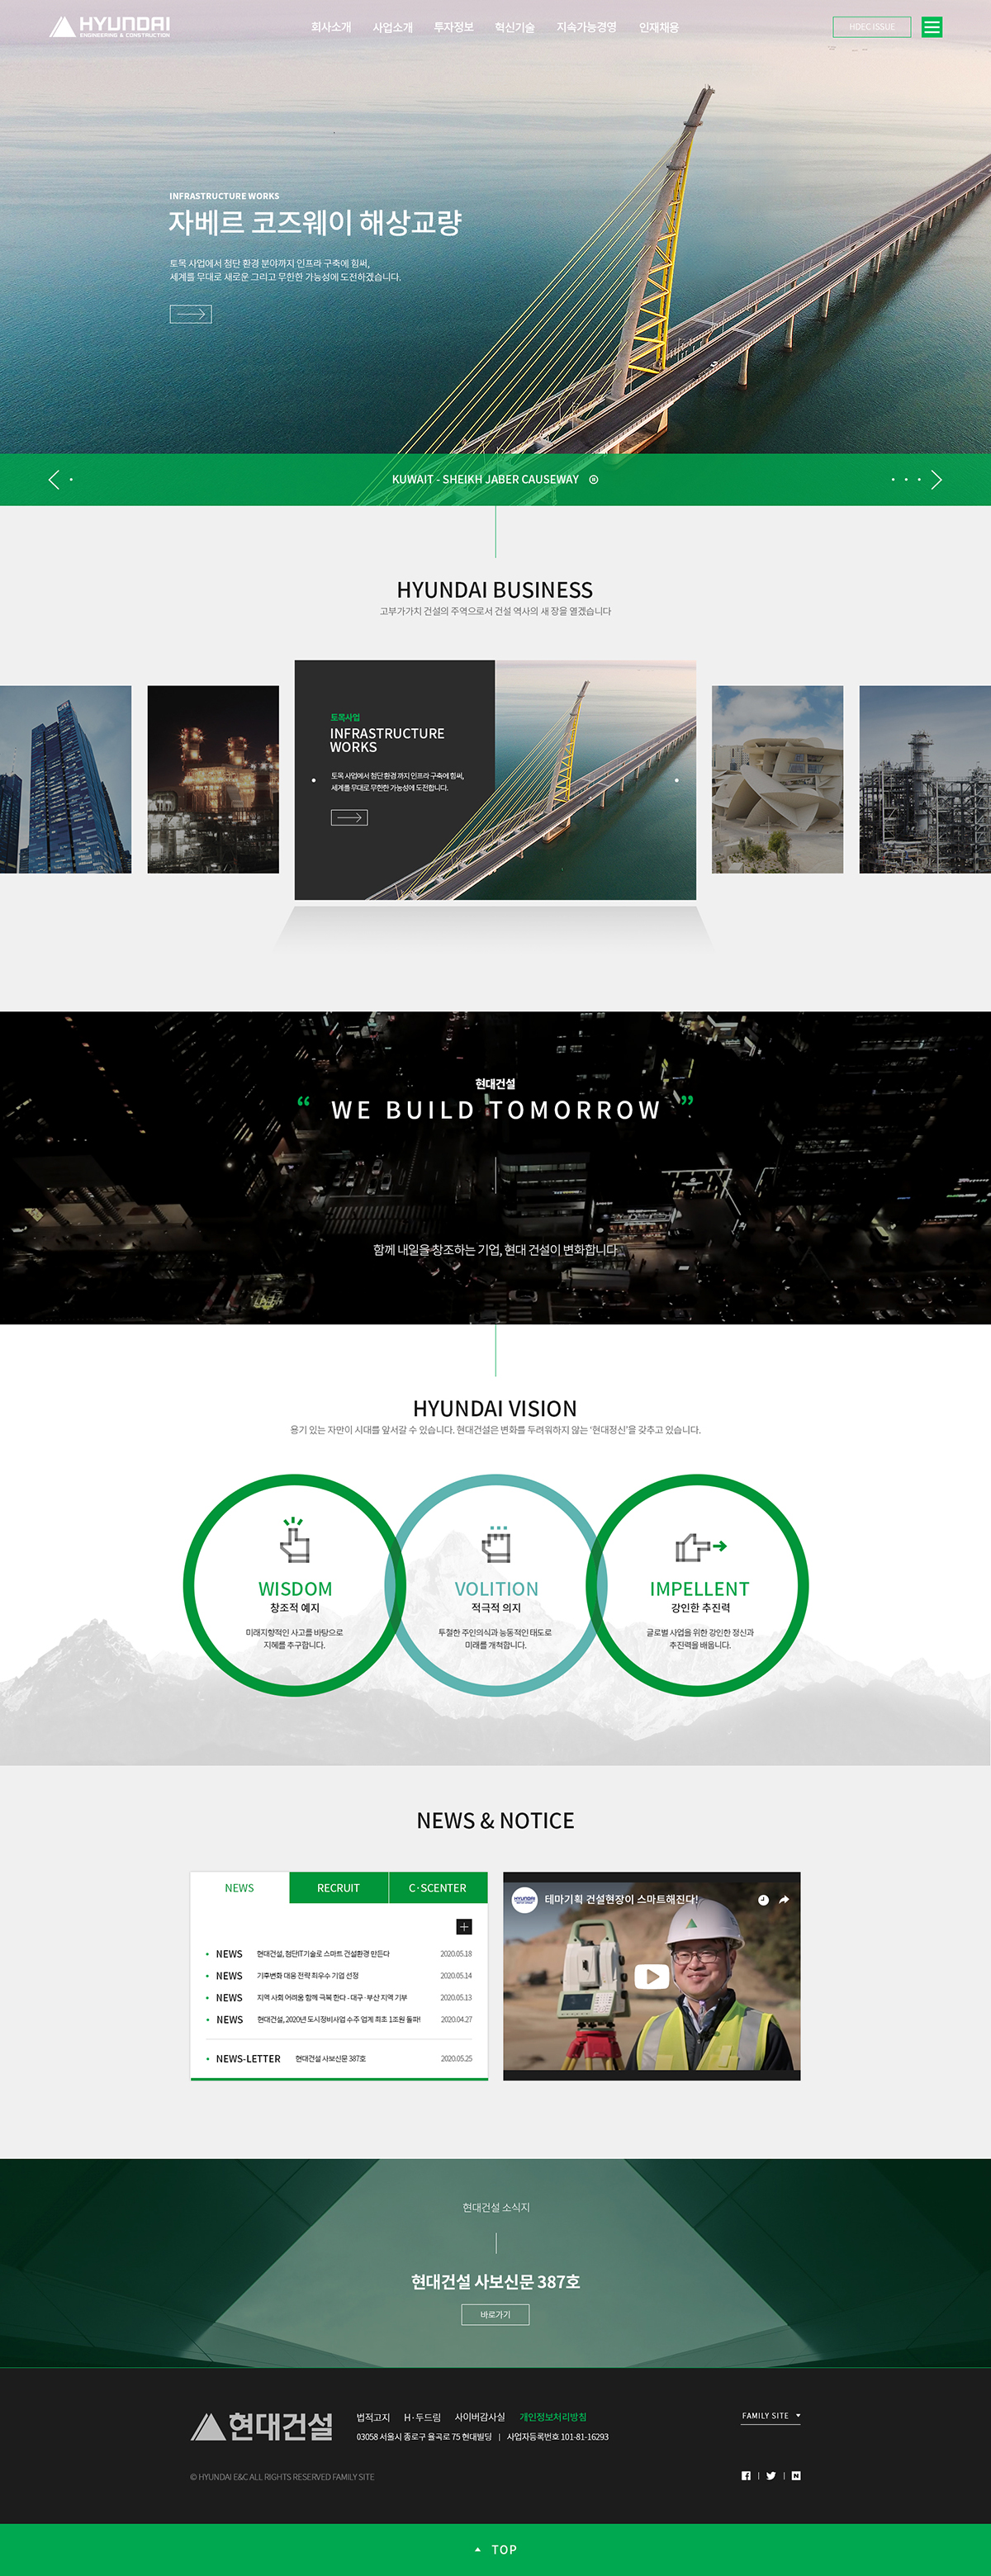 HYUNDAI
ENGINEERING & CONSTRUCTION
회사소개 사업소개 투자정보 혁신기술 지속가능경영 인재채용
HDEC ISSUE
INFRASTRUCTURE WORKS
자베르 코즈웨이 해상교량
토목 사업에서 첨단 환경 분야까지 인프라 구축에 힘써,
세계를 무대로 새로운 그리고 무한한 가능성에 도전하겠습니다.
KUWAIT - SHEIKH JABER CAUSEWAY
HYUNDAI BUSINESS
고부가가치 건설의 주역으로서 건설 역사의 새 장을 열겠습니다
토목사업
INFRASTRUCTURE
WORKS
토목 사업에서 첨단 환경 까지 인프라 구축에 힘써,
세계를 무대로 무한한 가능성에 도전합니다.
현대건설
“ WE BUILD TOMORROW ”
함께 내일을 창조하는 기업, 현대 건설이 변화합니다
HYUNDAI VISION
용기 있는 자만이 시대를 앞서갈 수 있습니다. 현대건설은 변화를 두려워하지 않는 ‘현대정신’을 갖추고 있습니다.
WISDOM
창조적 예지
미래지향적인 사고를 바탕으로
지혜를 추구합니다.
VOLITION
적극적 의지
투철한 주인의식과 능동적인 태도로
미래를 개척합니다.
IMPELLENT
강인한 추진력
글로벌 사업을 위한 강인한 정신과
추진력을 배웁니다.
NEWS & NOTICE
NEWS RECRUIT C·SCENTER
NEWS 현대건설, 첨단IT기술로 스마트 건설환경 만든다 2020.05.18
NEWS 기후변화 대응 전략 최우수 기업 선정 2020.05.14
NEWS 지역 사회 어려움 함께 극복 한다 - 대구·부산 지역 기부 2020.05.13
NEWS 현대건설, 2020년 도시정비사업 수주 업계 최초 1조원 돌파! 2020.04.27
NEWS-LETTER 현대건설 사보신문 387호 2020.05.25
HYUNDAI
테마기획 건설현장이 스마트해진다!
현대건설 소식지
현대건설 사보신문 387호
바로가기
현대건설
법적고지 H·두드림 사이버감사실 개인정보처리방침
03058 서울시 종로구 율곡로 75 현대빌딩 | 사업자등록번호 101-81-16293
FAMILY SITE
© HYUNDAI E&C ALL RIGHTS RESERVED FAMILY SITE
TOP